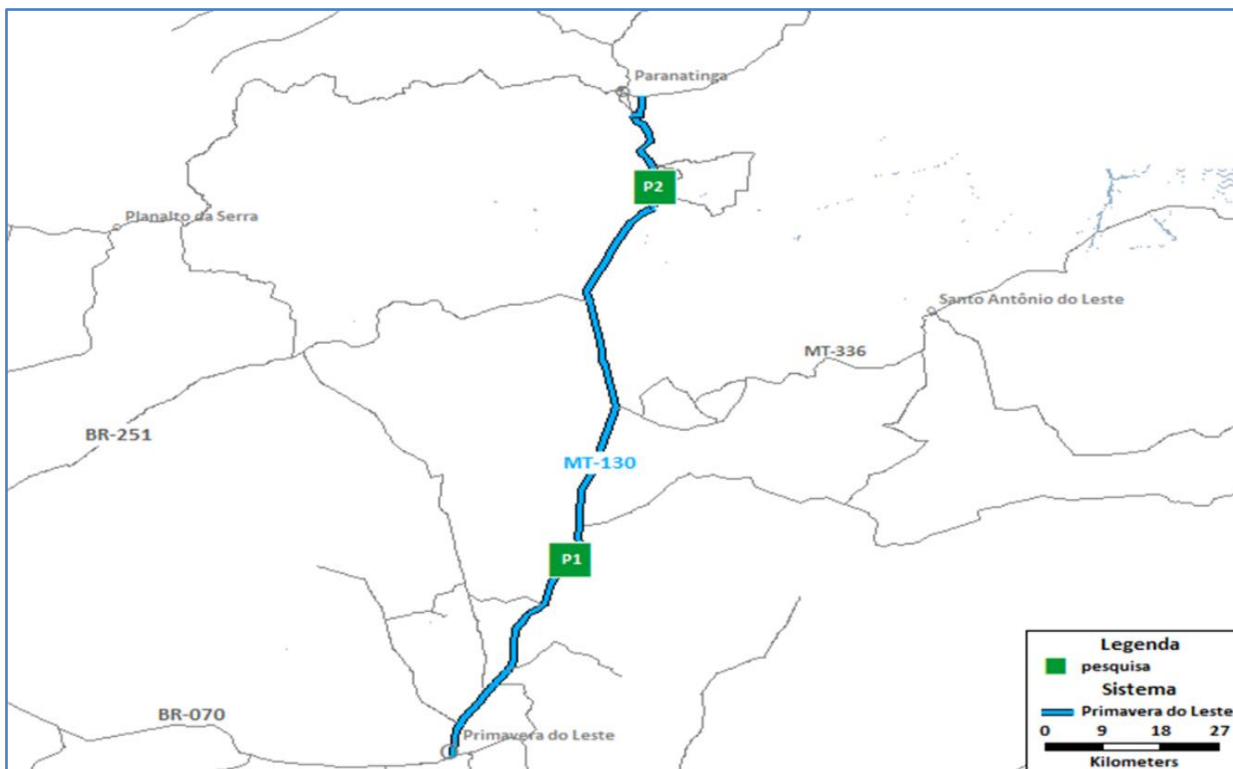 Paranatinga
P2
Planalto da Serra
Santo Antônio do Leste
MT-336
BR-251
MT-130
P1
BR-070
Primavera do Leste
Legenda
pesquisa
Sistema
Primavera do Leste
0 9 18 27
Kilometers